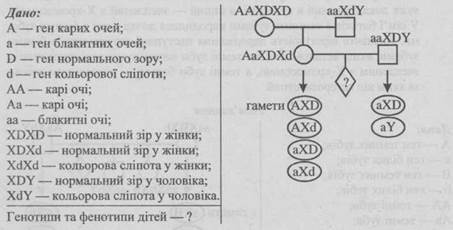 Дано:
А — ген карих очей;
а — ген блакитних очей;
D — ген нормального зору;
d — ген кольорової сліпоти;
АА — карі очі;
Аа — карі очі;
аа — блакитні очі;
XDXD — нормальний зір у жінки;
XDXd — нормальний зір у жінки;
XdXd — кольорова сліпота у жінки;
XDY — нормальний зір у чоловіка;
XdY — кольорова сліпота у чоловіка.
Генотипи та фенотипи дітей — ?
AAXDXD aaXdY
AaXDXd aaXDY
?
гамети AXD aXD
AXd aY
aXD
aXd